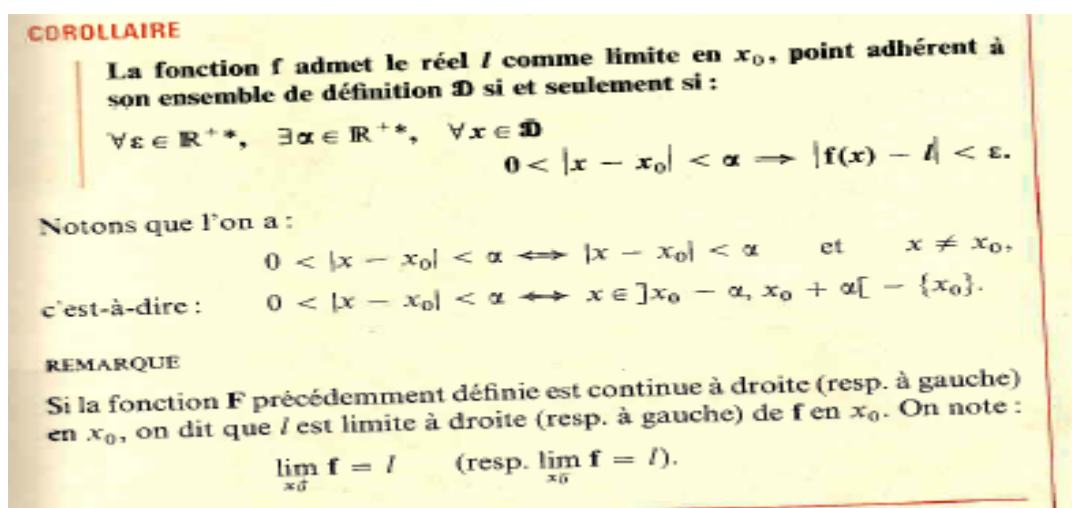 COROLLAIRE
La fonction f admet le réel l comme limite en x₀, point adhérent à
son ensemble de définition 𝔇 si et seulement si :
∀ε ∈ ℝ⁺*, ∃α ∈ ℝ⁺*, ∀x ∈ 𝔇
0 < |x − x₀| < α ⟹ |f(x) − l| < ε.
Notons que l'on a :
0 < |x − x₀| < α ⟺ |x − x₀| < α et x ≠ x₀,
c'est-à-dire : 0 < |x − x₀| < α ⟺ x ∈ ]x₀ − α, x₀ + α[ − {x₀}.
REMARQUE
Si la fonction F précédemment définie est continue à droite (resp. à gauche)
en x₀, on dit que l est limite à droite (resp. à gauche) de f en x₀. On note :
lim f = l (resp. lim f = l).
x₀⁺ x₀⁻